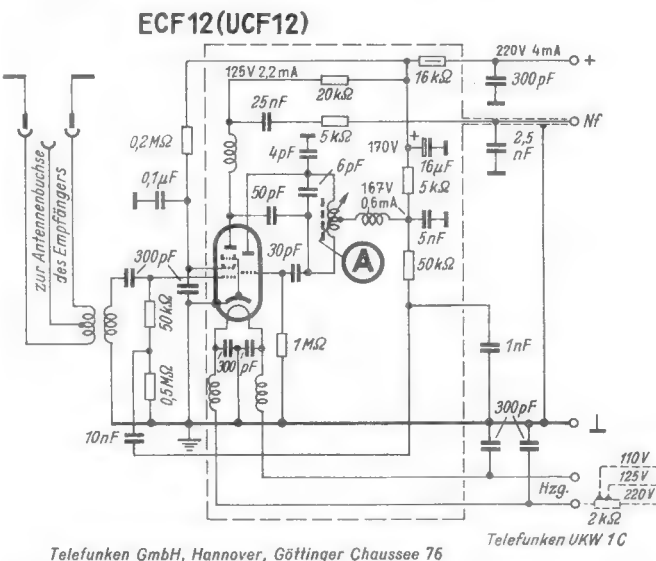 ECF12(UCF12)
220V 4mA
+
125V 2,2mA
16kΩ
300pF
20kΩ
25nF
Nf
5kΩ
0,2MΩ
4pF
170V
+
16µF
2,5
nF
6pF
5kΩ
0,1µF
50pF
167V
0,6mA
5nF
zur Antennenbuchse
des Empfängers
300pF
30pF
A
50kΩ
50kΩ
1MΩ
1nF
300 pF
0,5MΩ
300pF
10nF
110V
125V
220V
Hzg.
2kΩ
Telefunken UKW 1C
Telefunken GmbH, Hannover, Göttinger Chaussee 76